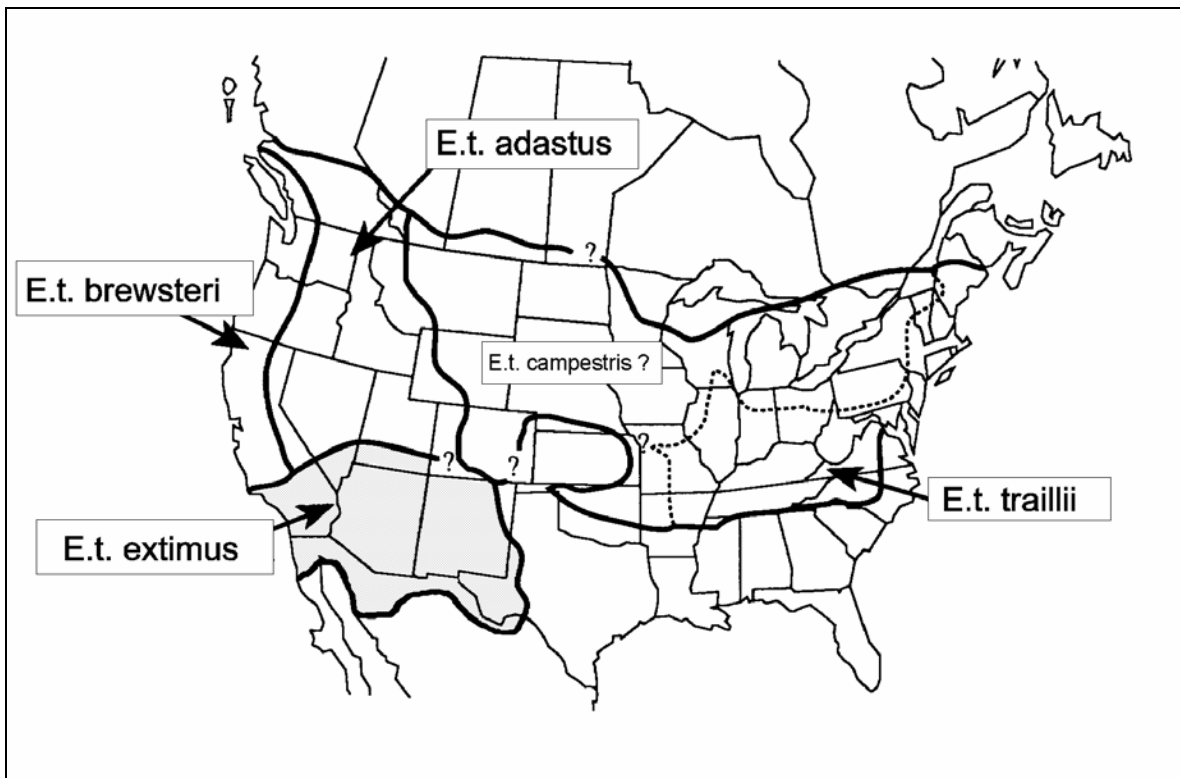 E.t. adastus
?
E.t. brewsteri
E.t. campestris ?
?
?
?
E.t. traillii
E.t. extimus